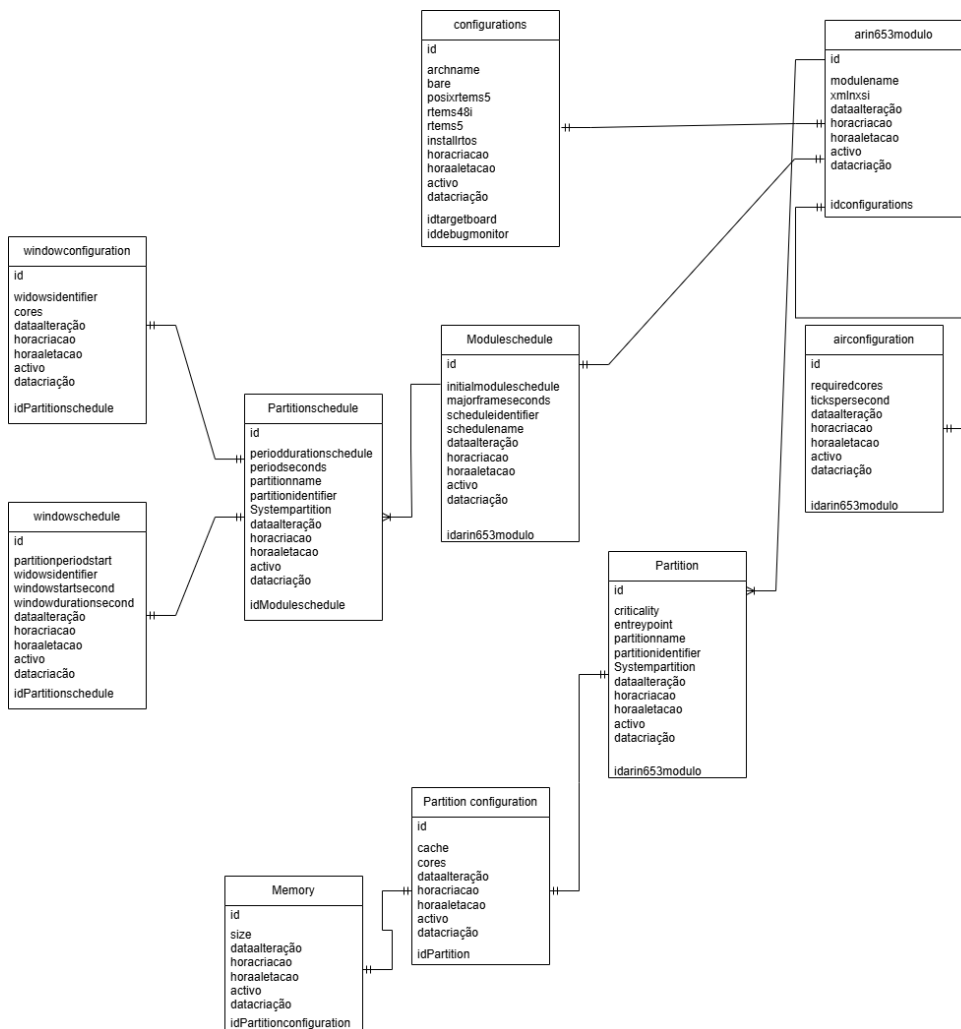 configurations
id
archname
bare
posixrtems5
rtems48i
rtems5
installrtos
horacriacao
horaaletacao
activo
datacriação
idtargetboard
iddebugmonitor
arin653modulo
id
modulename
xmlnxsi
dataalteração
horacriacao
horaaletacao
activo
datacriação
idconfigurations
windowconfiguration
id
widowsidentifier
cores
dataalteração
horacriacao
horaaletacao
activo
datacriação
idPartitionschedule
Moduleschedule
id
initialmoduleschedule
majorframeseconds
scheduleidentifier
schedulename
dataalteração
horacriacao
horaaletacao
activo
datacriação
idarin653modulo
airconfiguration
id
requiredcores
tickspersecond
dataalteração
horacriacao
horaaletacao
activo
datacriação
idarin653modulo
Partitionschedule
id
perioddurationschedule
periodseconds
partitionname
partitionidentifier
Systempartition
dataalteração
horacriacao
horaaletacao
activo
datacriação
idModuleschedule
windowschedule
id
partitionperiodstart
widowsidentifier
windowstartsecond
windowdurationsecond
dataalteração
horacriacao
horaaletacao
activo
datacriacão
idPartitionschedule
Partition
id
criticality
entreypoint
partitionname
partitionidentifier
Systempartition
dataalteração
horacriacao
horaaletacao
activo
datacriação
idarin653modulo
Partition configuration
id
cache
cores
dataalteração
horacriacao
horaaletacao
activo
datacriação
idPartition
Memory
id
size
dataalteração
horacriacao
horaaletacao
activo
datacriação
idPartitionconfiguration